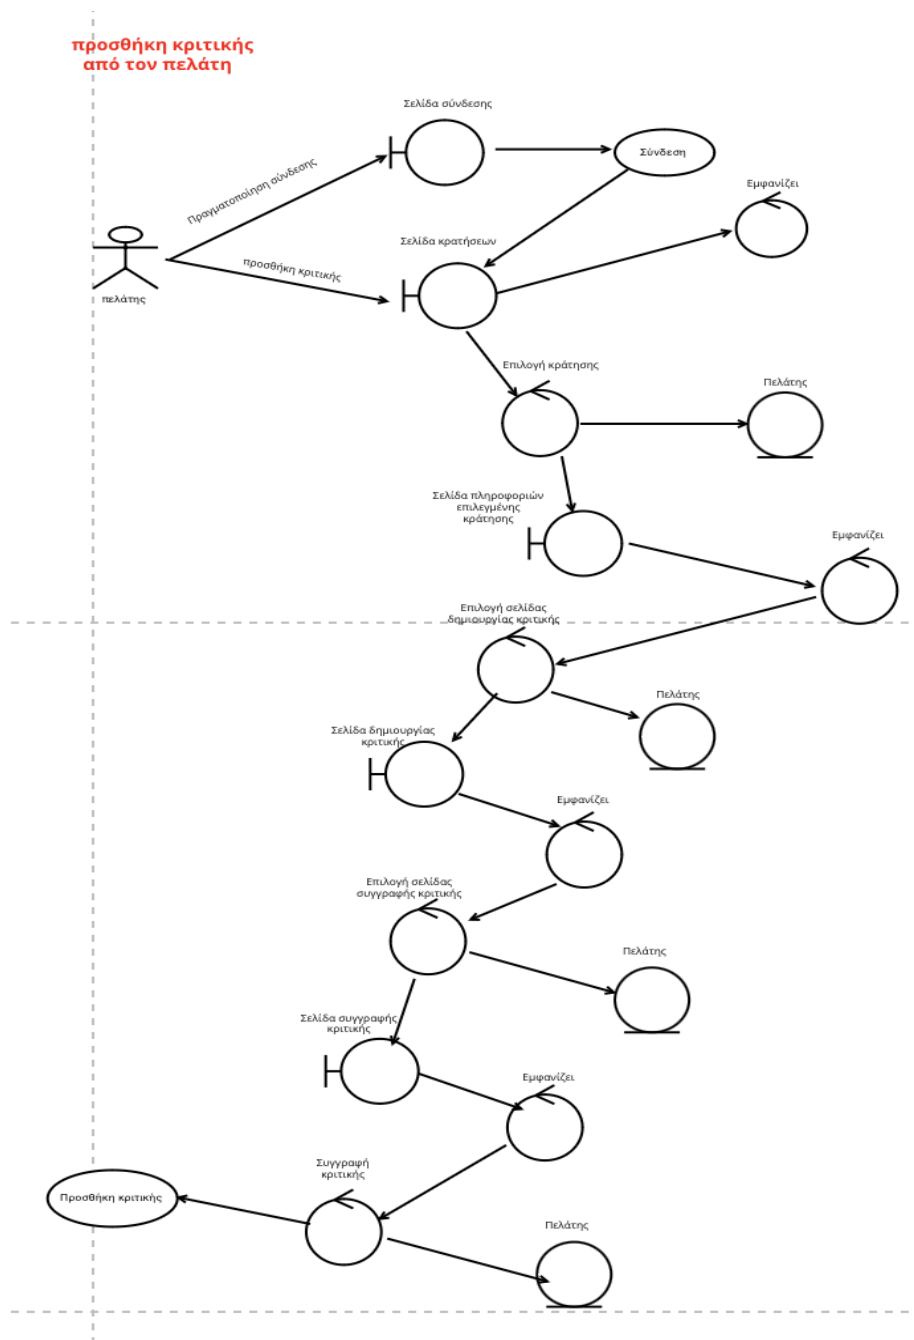 προσθήκη κριτικής
από τον πελάτη
Σελίδα σύνδεσης
Πραγματοποίηση σύνδεσης
Σύνδεση
Εμφανίζει
Σελίδα κρατήσεων
προσθήκη κριτικής
πελάτης
Επιλογή κράτησης
Πελάτης
Σελίδα πληροφοριών
επιλεγμένης
κράτησης
Εμφανίζει
Επιλογή σελίδας
δημιουργίας κριτικής
Πελάτης
Σελίδα δημιουργίας
κριτικής
Εμφανίζει
Επιλογή σελίδας
συγγραφής κριτικής
Πελάτης
Σελίδα συγγραφής
κριτικής
Εμφανίζει
Συγγραφή
κριτικής
Προσθήκη κριτικής
Πελάτης